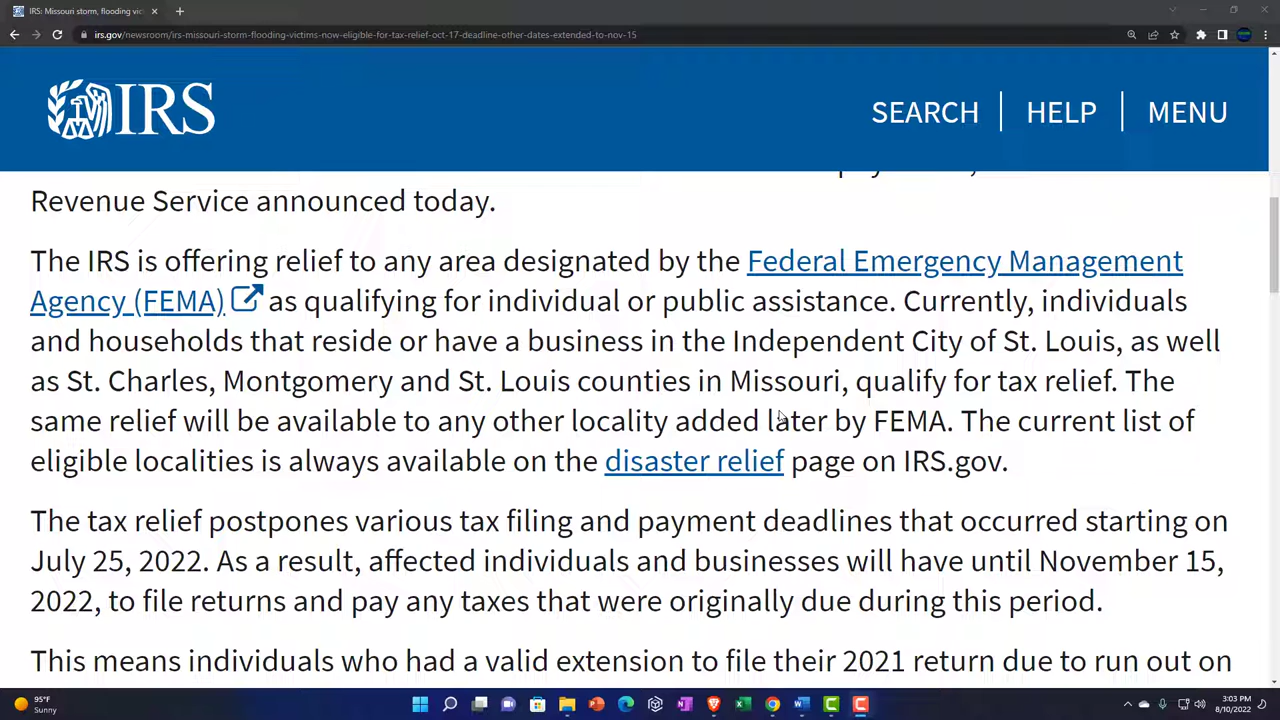 IRS: Missouri storm, flooding vic
irs.gov/newsroom/irs-missouri-storm-flooding-victims-now-eligible-for-tax-relief-oct-17-deadline-other-dates-extended-to-nov-15
IRS
SEARCH
HELP
MENU
Revenue Service announced today.
The IRS is offering relief to any area designated by the Federal Emergency Management
Agency (FEMA) as qualifying for individual or public assistance. Currently, individuals
and households that reside or have a business in the Independent City of St. Louis, as well
as St. Charles, Montgomery and St. Louis counties in Missouri, qualify for tax relief. The
same relief will be available to any other locality added later by FEMA. The current list of
eligible localities is always available on the disaster relief page on IRS.gov.
The tax relief postpones various tax filing and payment deadlines that occurred starting on
July 25, 2022. As a result, affected individuals and businesses will have until November 15,
2022, to file returns and pay any taxes that were originally due during this period.
This means individuals who had a valid extension to file their 2021 return due to run out on
95°F
Sunny
3:03 PM
8/10/2022